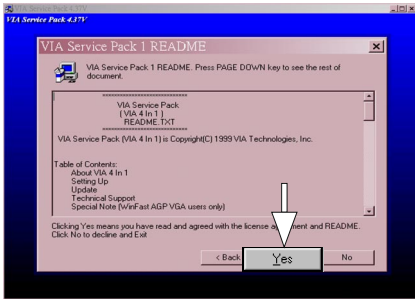 VIA Service Pack 4.37V
VIA Service Pack 4.37V
VIA Service Pack 1 README
VIA Service Pack 1 README. Press PAGE DOWN key to see the rest of
document.
==============================
VIA Service Pack
( VIA 4 In 1 )
README.TXT
==============================
VIA Service Pack (VIA 4 In 1) is Copyright(C) 1999 VIA Technologies, Inc.
Table of Contents:
About VIA 4 In 1
Setting Up
Update
Technical Support
Special Note (WinFast AGP VGA users only)
Clicking Yes means you have read and agreed with the license agreement and README.
Click No to decline and Exit
< Back
Yes
No